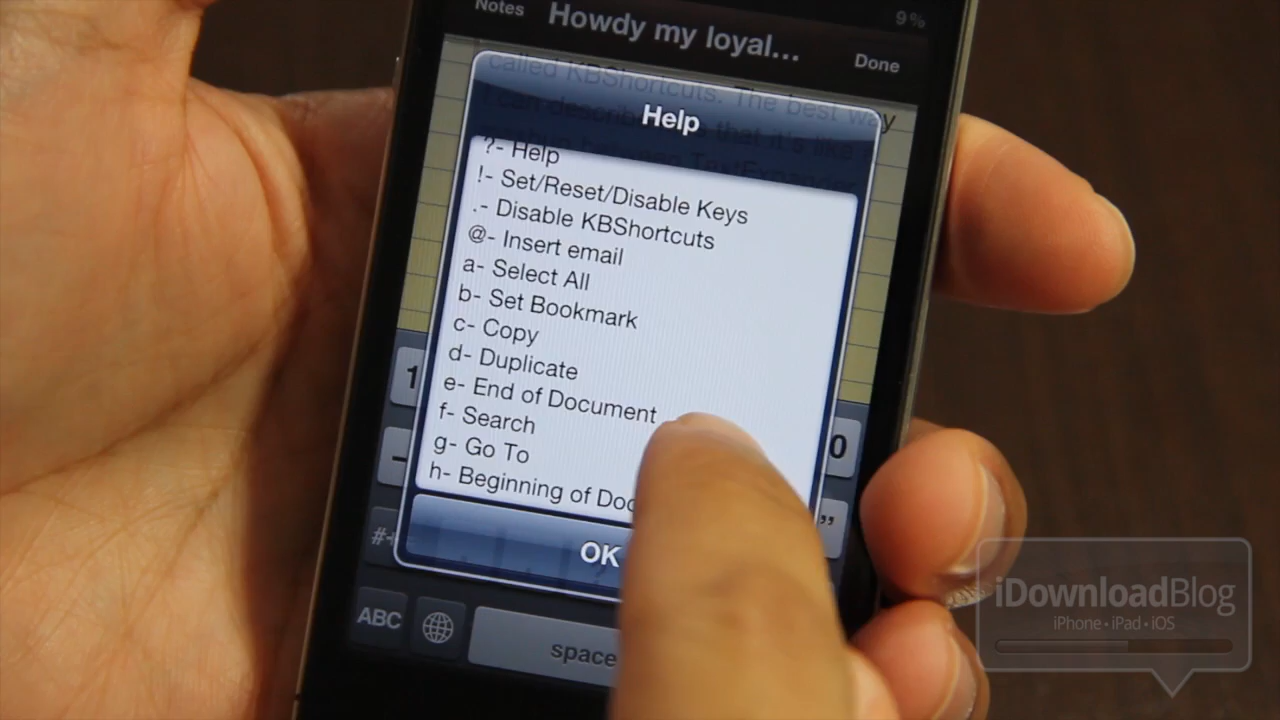 Notes Howdy my loyal... 9%
Done
called KBShortcuts. The best way
Help
?- Help
!- Set/Reset/Disable Keys
.- Disable KBShortcuts
@- Insert email
a- Select All
b- Set Bookmark
c- Copy
d- Duplicate
e- End of Document
f- Search
g- Go To
h- Beginning of Doc
OK
1
0
-
”
#+
ABC
space
iDownloadBlog
iPhone • iPad • iOS